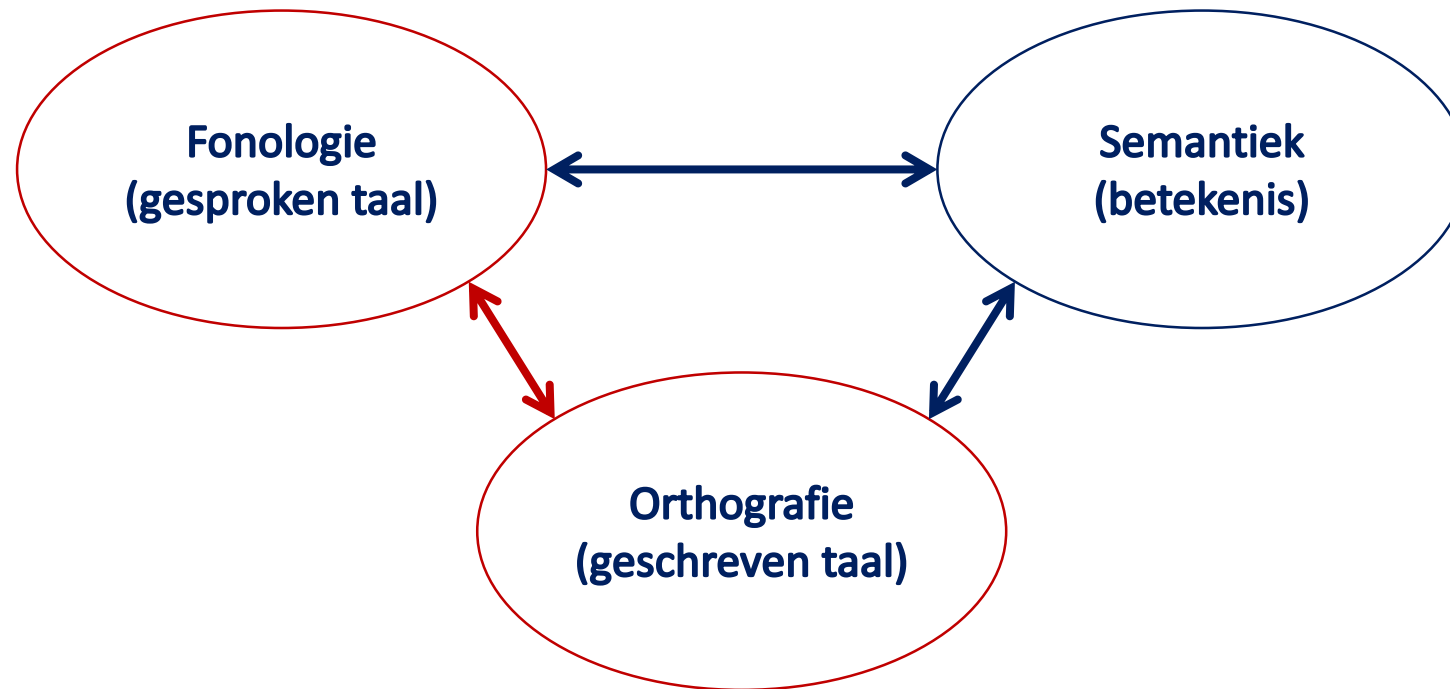 Fonologie
(gesproken taal)
Semantiek
(betekenis)
Orthografie
(geschreven taal)